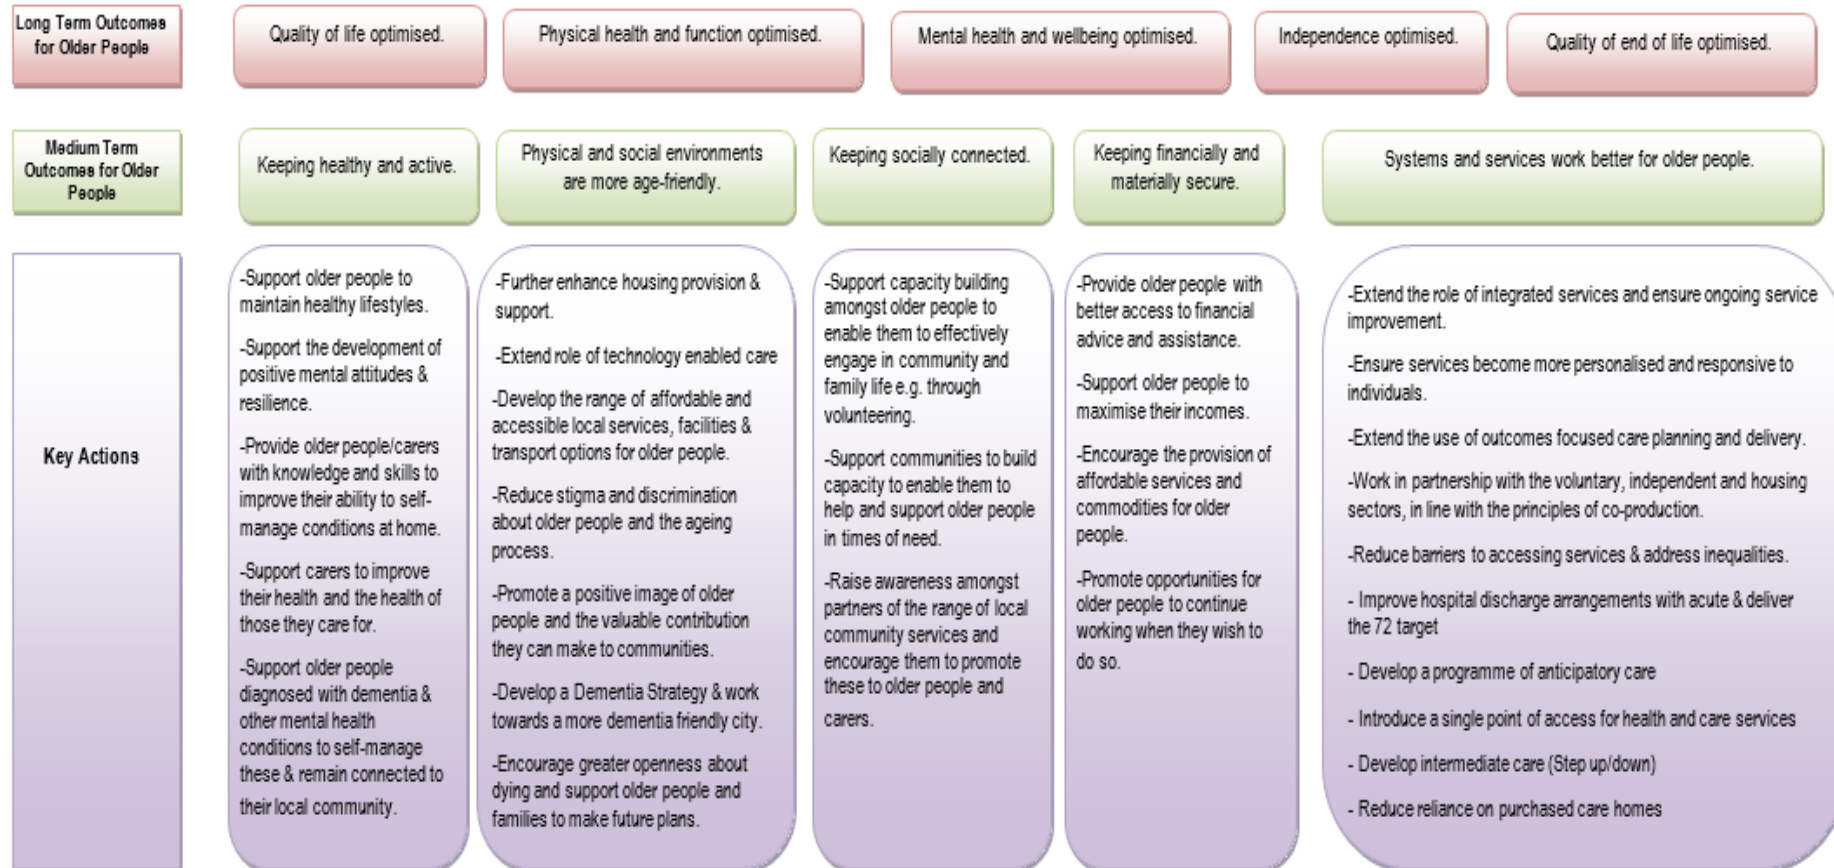 Long Term Outcomes
for Older People
Quality of life optimised.
Physical health and function optimised.
Mental health and wellbeing optimised.
Independence optimised.
Quality of end of life optimised.
Medium Term
Outcomes for Older
People
Keeping healthy and active.
Physical and social environments
are more age-friendly.
Keeping socially connected.
Keeping financially and
materially secure.
Systems and services work better for older people.
Key Actions
-Support older people to
maintain healthy lifestyles.
-Support the development of
positive mental attitudes &
resilience.
-Provide older people/carers
with knowledge and skills to
improve their ability to self-
manage conditions at home.
-Support carers to improve
their health and the health of
those they care for.
-Support older people
diagnosed with dementia &
other mental health
conditions to self-manage
these & remain connected to
their local community.
-Further enhance housing provision &
support.
-Extend role of technology enabled care
-Develop the range of affordable and
accessible local services, facilities &
transport options for older people.
-Reduce stigma and discrimination
about older people and the ageing
process.
-Promote a positive image of older
people and the valuable contribution
they can make to communities.
-Develop a Dementia Strategy & work
towards a more dementia friendly city.
-Encourage greater openness about
dying and support older people and
families to make future plans.
-Support capacity building
amongst older people to
enable them to effectively
engage in community and
family life e.g. through
volunteering.
-Support communities to build
capacity to enable them to
help and support older people
in times of need.
-Raise awareness amongst
partners of the range of local
community services and
encourage them to promote
these to older people and
carers.
-Provide older people with
better access to financial
advice and assistance.
-Support older people to
maximise their incomes.
-Encourage the provision of
affordable services and
commodities for older
people.
-Promote opportunities for
older people to continue
working when they wish to
do so.
-Extend the role of integrated services and ensure ongoing service
improvement.
-Ensure services become more personalised and responsive to
individuals.
-Extend the use of outcomes focused care planning and delivery.
-Work in partnership with the voluntary, independent and housing
sectors, in line with the principles of co-production.
-Reduce barriers to accessing services & address inequalities.
- Improve hospital discharge arrangements with acute & deliver
the 72 target
- Develop a programme of anticipatory care
- Introduce a single point of access for health and care services
- Develop intermediate care (Step up/down)
- Reduce reliance on purchased care homes